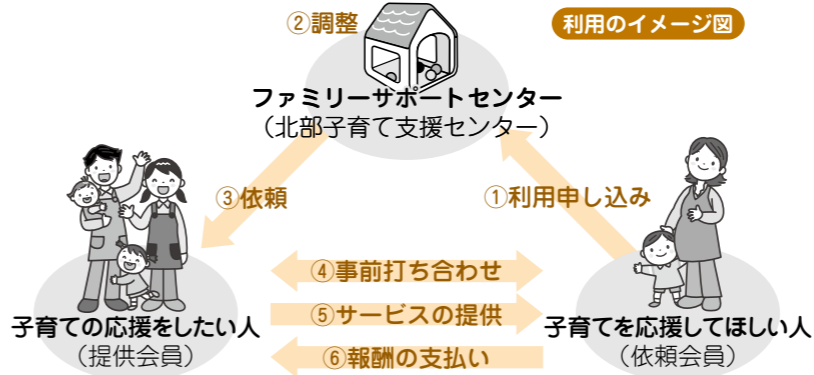 利用のイメージ図
②調整
ファミリーサポートセンター
（北部子育て支援センター）
①利用申し込み
③依頼
④事前打ち合わせ
⑤サービスの提供
⑥報酬の支払い
子育ての応援をしたい人
（提供会員）
子育てを応援してほしい人
（依頼会員）